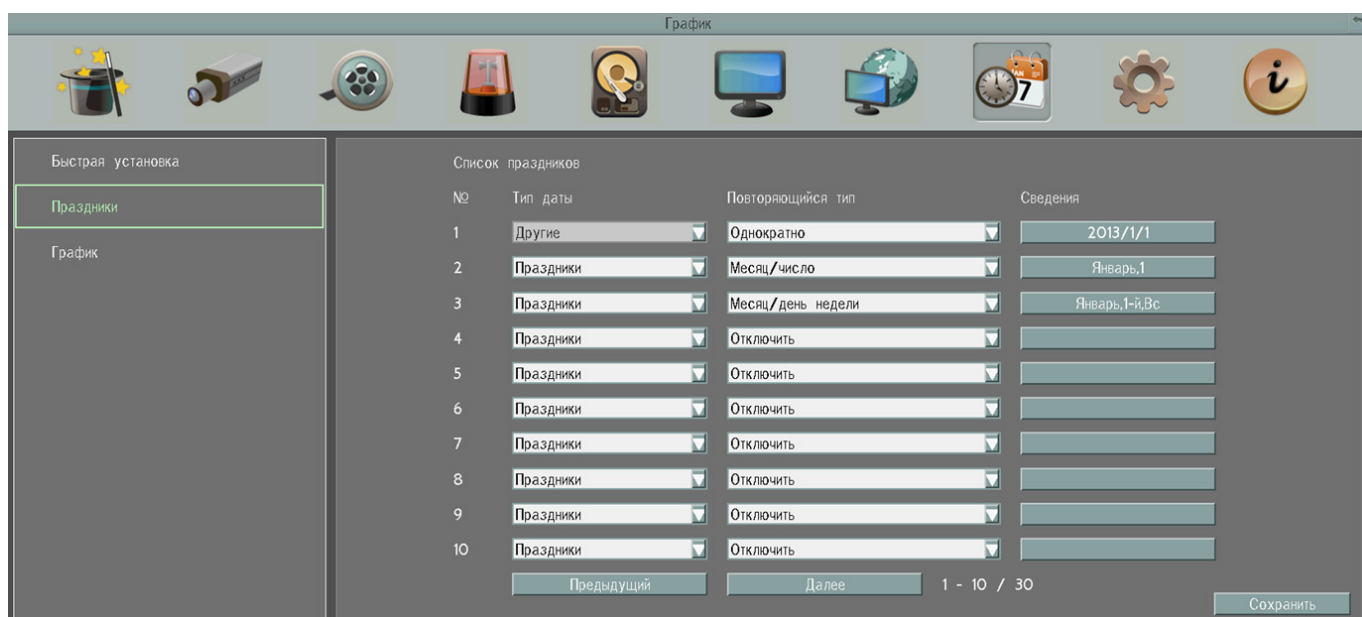 График
JAN
7
i
Быстрая установка
Праздники
График
Список праздников
№ Тип даты Повторяющийся тип Сведения
1 Другие Однократно 2013/1/1
2 Праздники Месяц/число Январь,1
3 Праздники Месяц/день недели Январь,1-й,Вс
4 Праздники Отключить
5 Праздники Отключить
6 Праздники Отключить
7 Праздники Отключить
8 Праздники Отключить
9 Праздники Отключить
10 Праздники Отключить
Предыдущий Далее 1 - 10 / 30
Сохранить